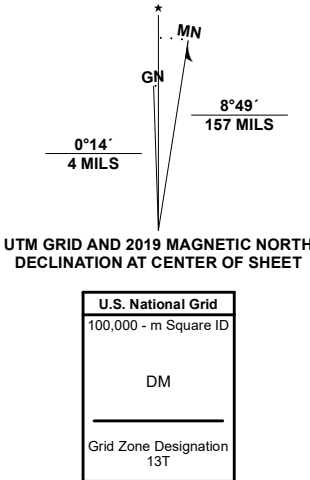 MN
GN
8°49´
157 MILS
0°14´
4 MILS
UTM GRID AND 2019 MAGNETIC NORTH
DECLINATION AT CENTER OF SHEET
U.S. National Grid
100,000 - m Square ID
DM
Grid Zone Designation
13T